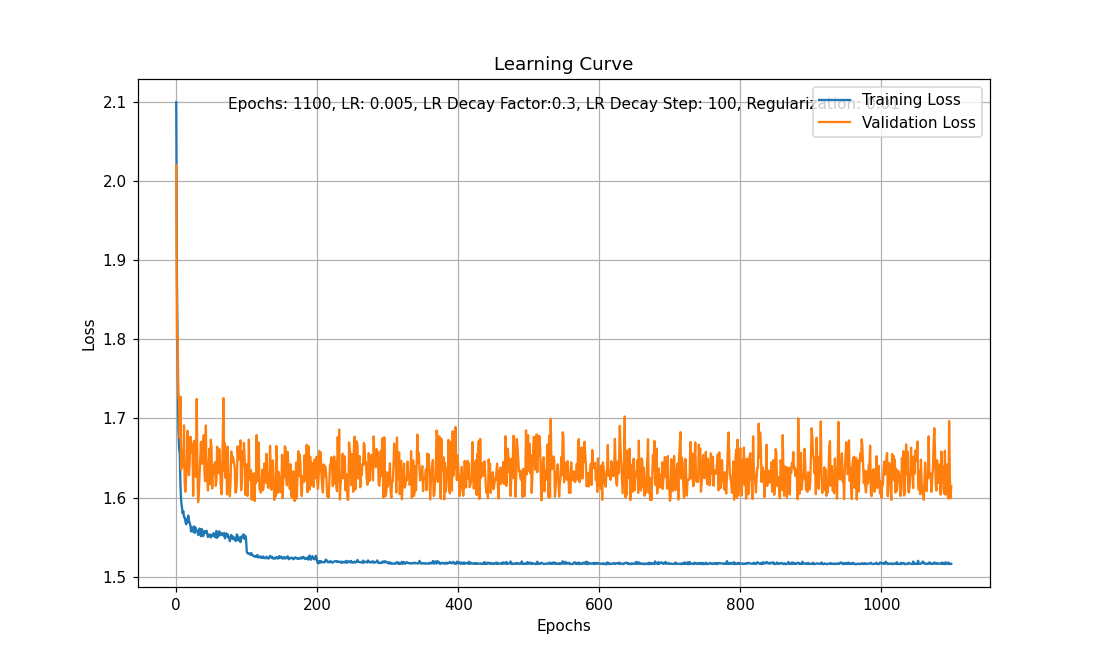 Learning Curve
Epochs: 1100, LR: 0.005, LR Decay Factor:0.3, LR Decay Step: 100, Regularization: 0.01
Training Loss
Validation Loss
2.1
2.0
1.9
1.8
1.7
1.6
1.5
Loss
0 200 400 600 800 1000
Epochs